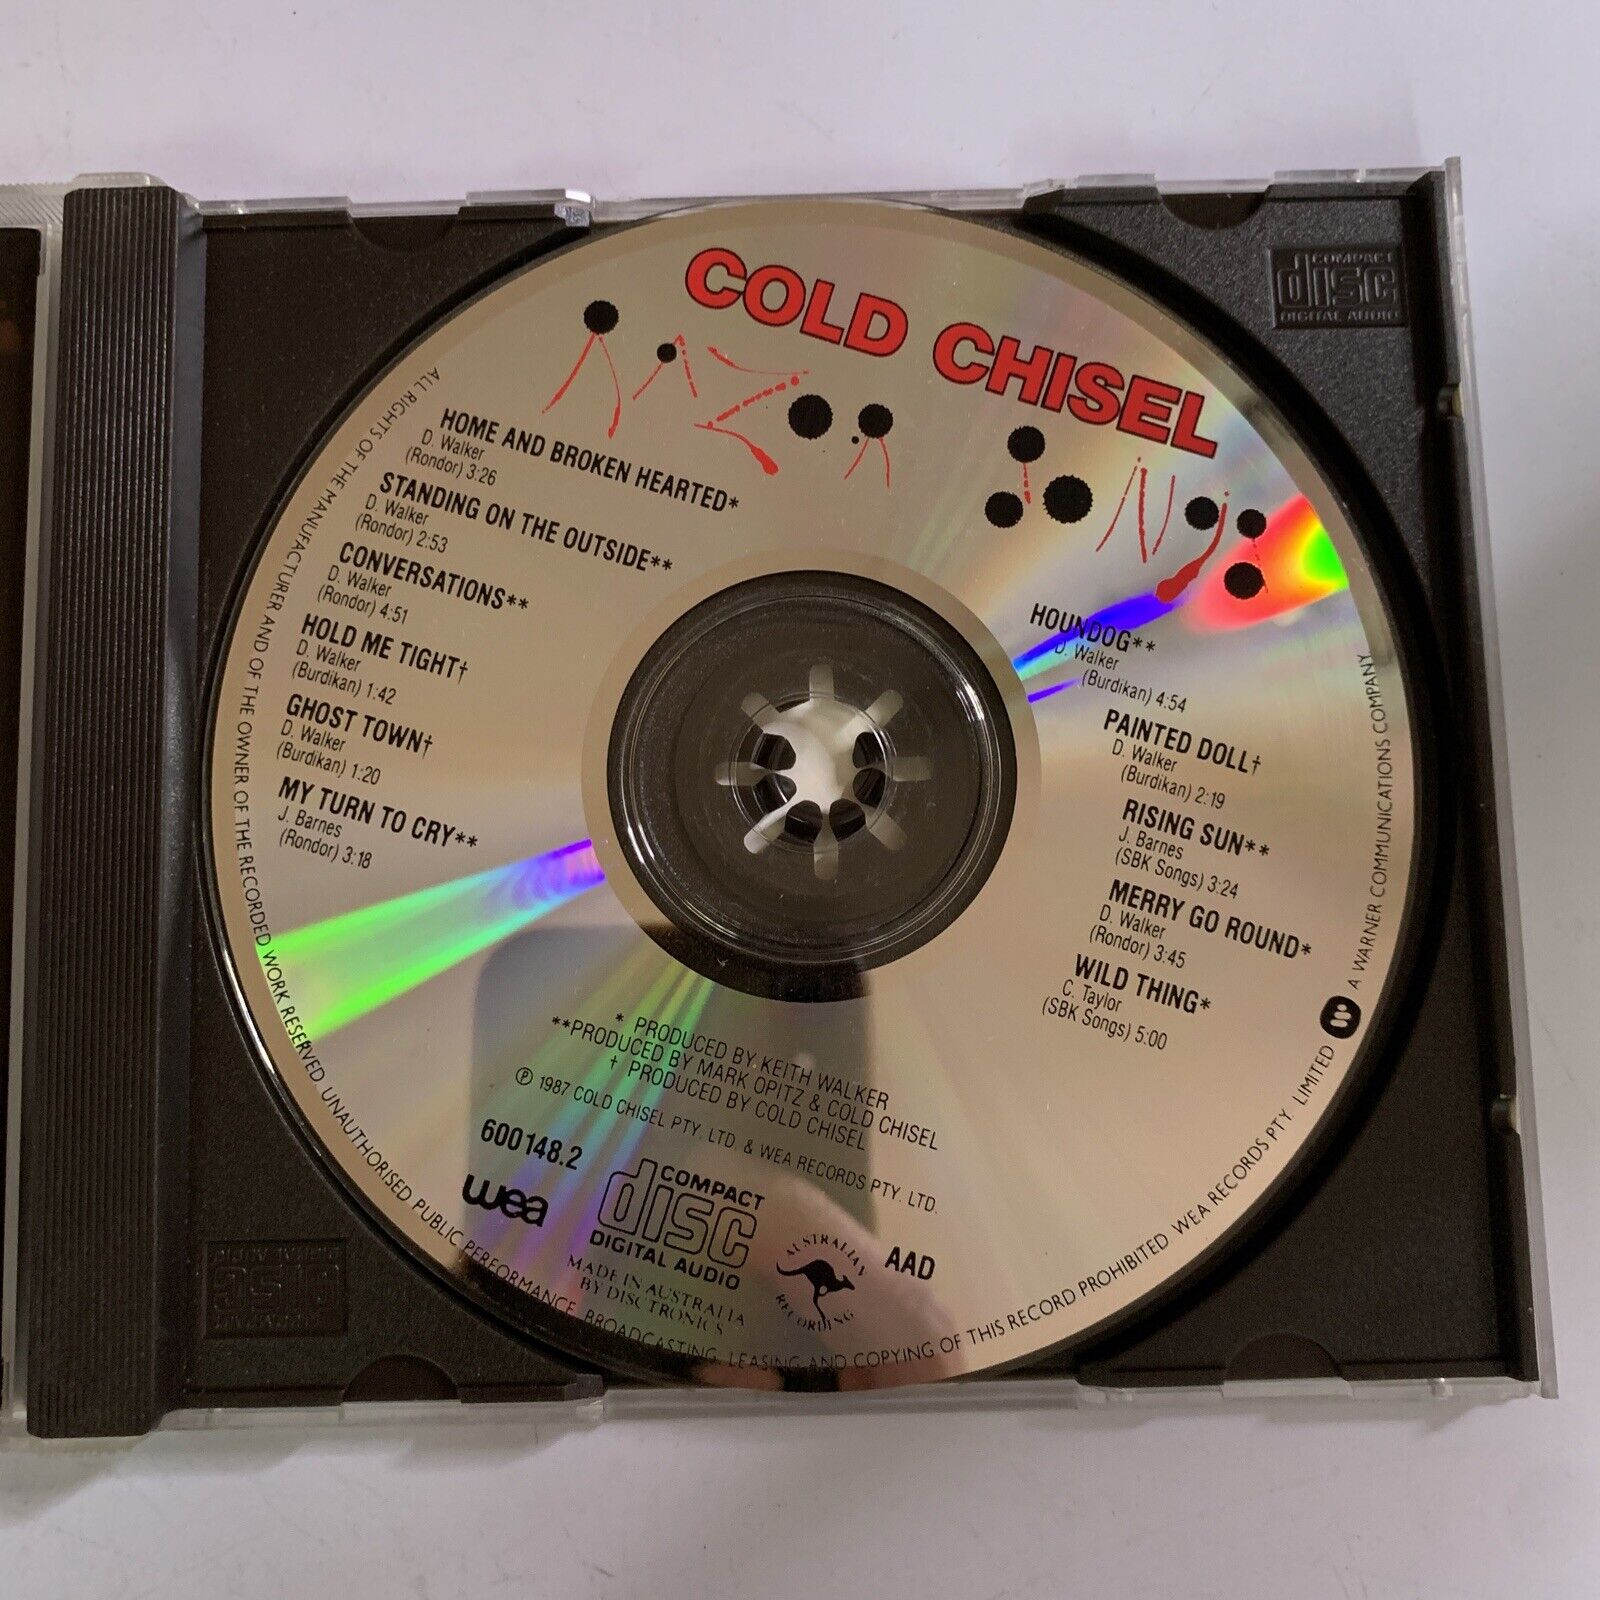 COLD CHISEL
RAZOR SONGS
HOME AND BROKEN HEARTED*
D. Walker
(Rondor) 3:26
STANDING ON THE OUTSIDE**
D. Walker
(Rondor) 2:53
CONVERSATIONS**
D. Walker
(Rondor) 4:51
HOLD ME TIGHT†
D. Walker
(Burdikan) 1:42
GHOST TOWN†
D. Walker
(Burdikan) 1:20
MY TURN TO CRY**
J. Barnes
(Rondor) 3:18
HOUNDOG**
D. Walker
(Burdikan) 4:54
PAINTED DOLL†
D. Walker
(Burdikan) 2:19
RISING SUN**
J. Barnes
(SBK Songs) 3:24
MERRY GO ROUND*
D. Walker
(Rondor) 3:45
WILD THING*
C. Taylor
(SBK Songs) 5:00
* PRODUCED BY KEITH WALKER
**PRODUCED BY MARK OPITZ & COLD CHISEL
† PRODUCED BY COLD CHISEL
℗ 1987 COLD CHISEL PTY. LTD. & WEA RECORDS PTY. LTD.
600148.2
wea
COMPACT
disc
DIGITAL AUDIO
MADE IN AUSTRALIA
BY DISCTRONICS
AUSTRALIAN
RECORDING
AAD
ALL RIGHTS OF THE MANUFACTURER AND OF THE OWNER OF THE RECORDED WORK RESERVED. UNAUTHORISED PUBLIC PERFORMANCE, BROADCASTING, LEASING AND COPYING OF THIS RECORD PROHIBITED. WEA RECORDS PTY. LIMITED A WARNER COMMUNICATIONS COMPANY
COMPACT
disc
DIGITAL AUDIO
COMPACT
disc
DIGITAL AUDIO